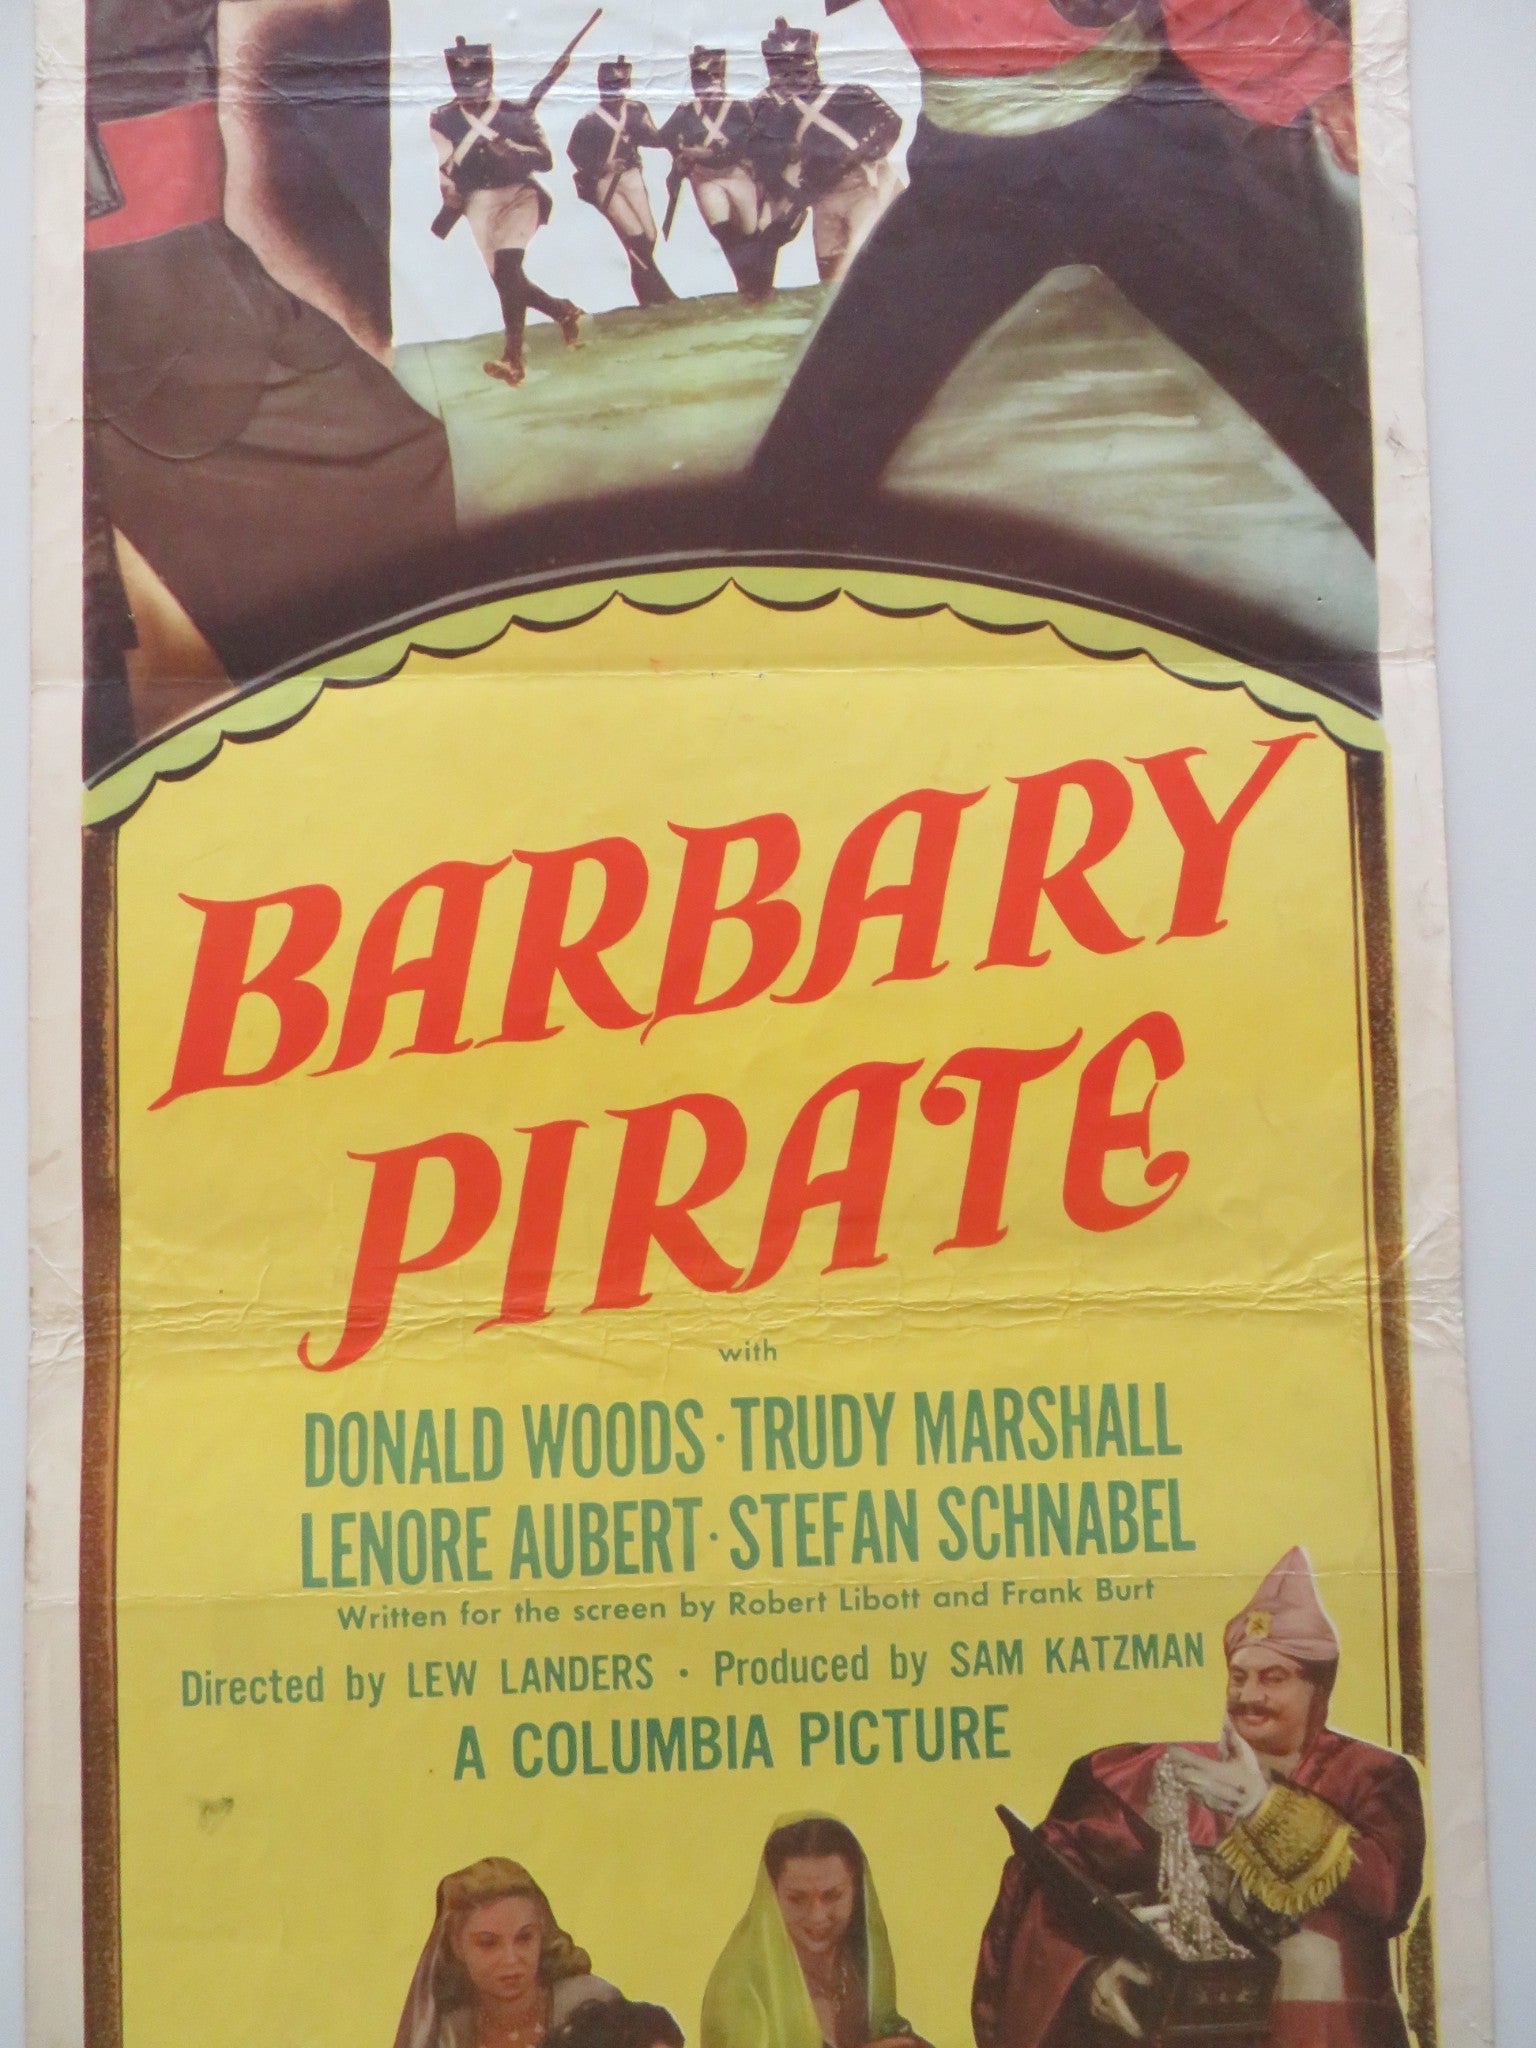 BARBARY
PIRATE
with
DONALD WOODS · TRUDY MARSHALL
LENORE AUBERT · STEFAN SCHNABEL
Written for the screen by Robert Libott and Frank Burt
Directed by LEW LANDERS · Produced by SAM KATZMAN
A COLUMBIA PICTURE